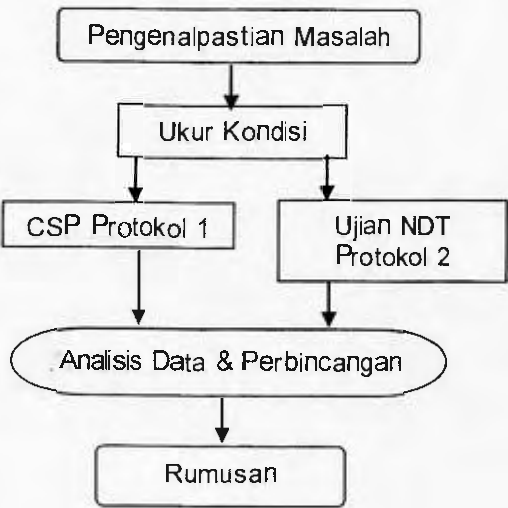 Pengenalpastian Masalah
Ukur Kondisi
CSP Protokol 1
Ujian NDT
Protokol 2
Analisis Data & Perbincangan
Rumusan